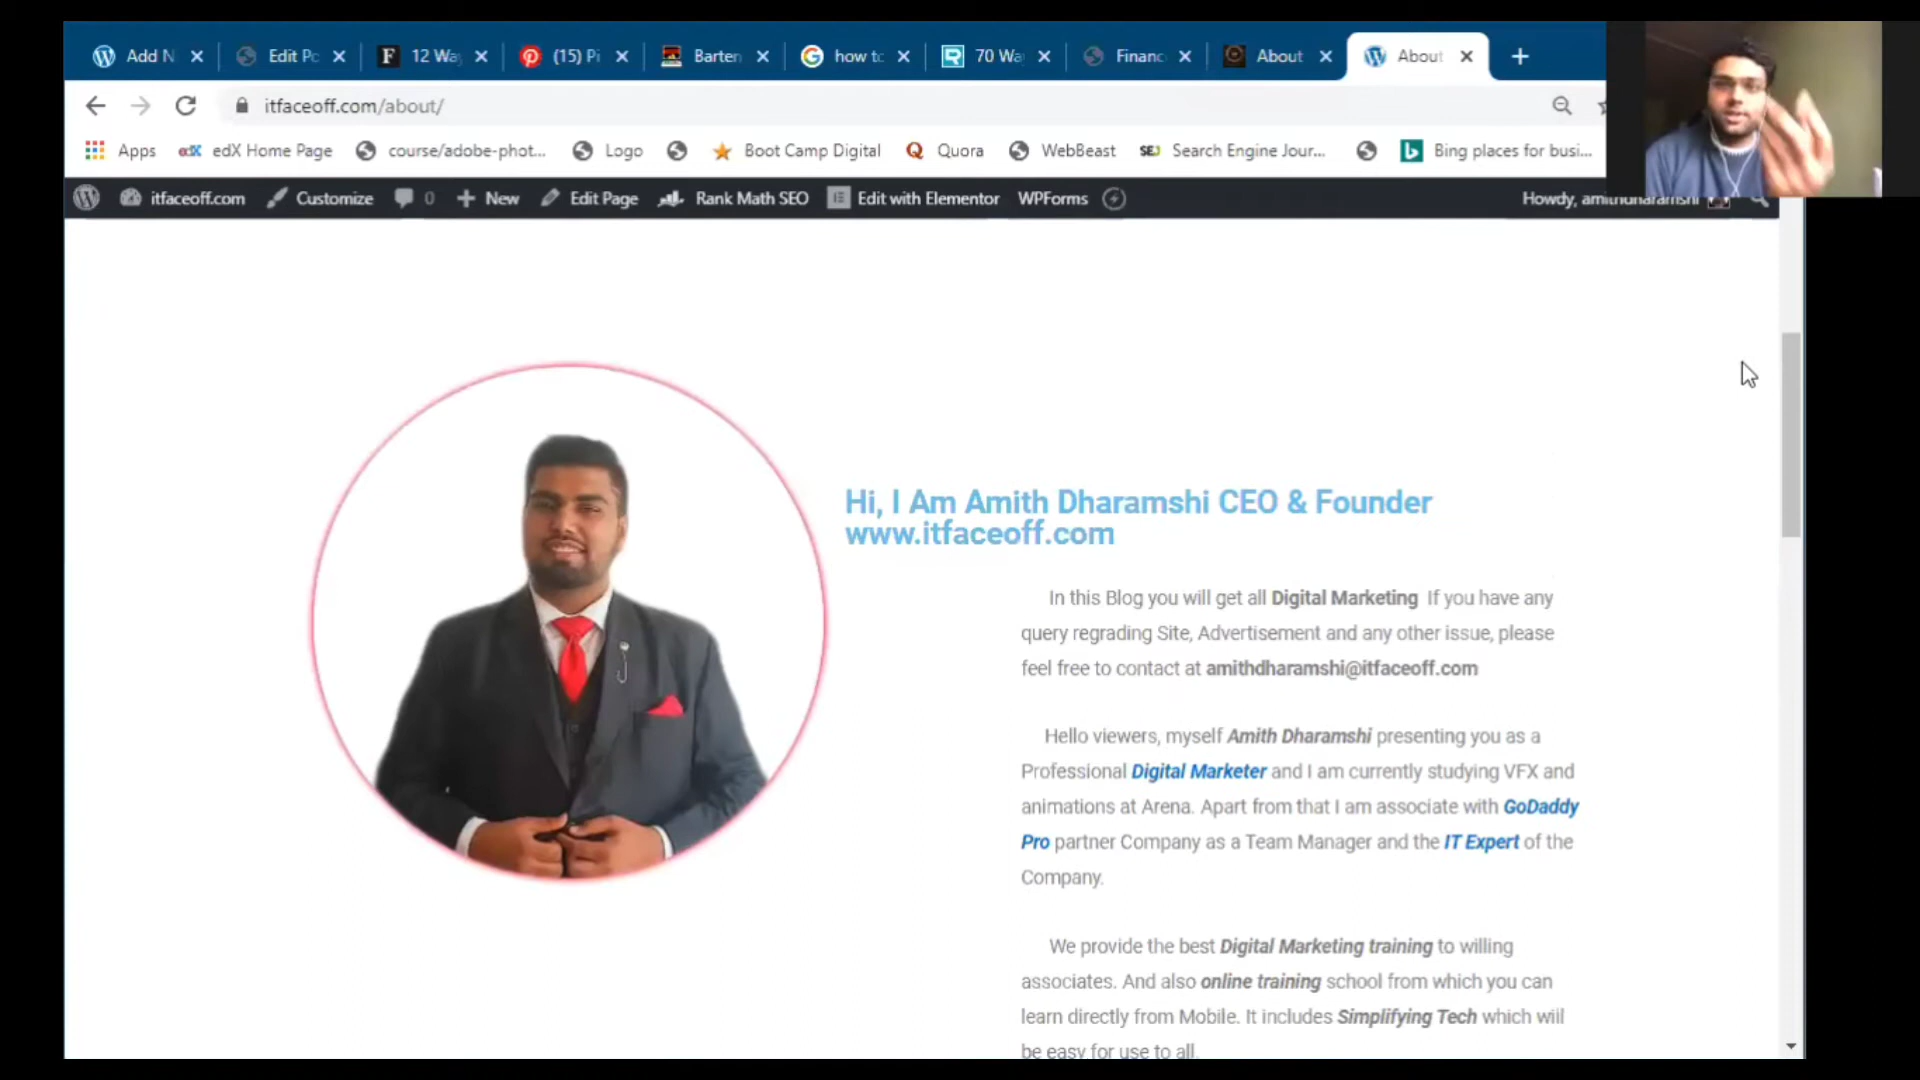 Add N
Edit Pc
12 Wa
(15) Pi
Barten
how to
70 Wa
Financ
About
About
itfaceoff.com/about/
Apps
edX Home Page
course/adobe-phot...
Logo
Boot Camp Digital
Quora
WebBeast
Search Engine Jour...
Bing places for busi...
itfaceoff.com
Customize
0
New
Edit Page
Rank Math SEO
Edit with Elementor
WPForms
Howdy, amithdharamshi
Hi, I Am Amith Dharamshi CEO & Founder
www.itfaceoff.com
In this Blog you will get all Digital Marketing If you have any
query regrading Site, Advertisement and any other issue, please
feel free to contact at amithdharamshi@itfaceoff.com
Hello viewers, myself Amith Dharamshi presenting you as a
Professional Digital Marketer and I am currently studying VFX and
animations at Arena. Apart from that I am associate with GoDaddy
Pro partner Company as a Team Manager and the IT Expert of the
Company.
We provide the best Digital Marketing training to willing
associates. And also online training school from which you can
learn directly from Mobile. It includes Simplifying Tech which will
be easy for use to all.